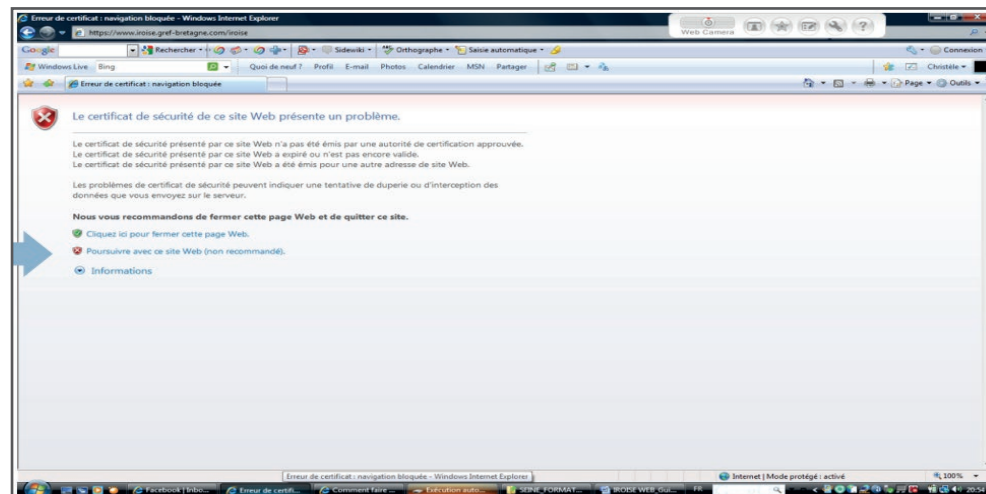 Erreur de certificat : navigation bloquée - Windows Internet Explorer
Web Camera
https://www.iroise.gref-bretagne.com/iroise
Google Rechercher Sidewiki Orthographe Saisie automatique Connexion
Windows Live Bing Quoi de neuf ? Profil E-mail Photos Calendrier MSN Partager Christèle
Erreur de certificat : navigation bloquée Page Outils
Le certificat de sécurité de ce site Web présente un problème.
Le certificat de sécurité présenté par ce site Web n'a pas été émis par une autorité de certification approuvée.
Le certificat de sécurité présenté par ce site Web a expiré ou n'est pas encore valide.
Le certificat de sécurité présenté par ce site Web a été émis pour une autre adresse de site Web.
Les problèmes de certificat de sécurité peuvent indiquer une tentative de duperie ou d'interception des
données que vous envoyez sur le serveur.
Nous vous recommandons de fermer cette page Web et de quitter ce site.
Cliquez ici pour fermer cette page Web.
Poursuivre avec ce site Web (non recommandé).
Informations
Erreur de certificat : navigation bloquée - Windows Internet Explorer
Internet | Mode protégé : activé 100%
Facebook | Inbo... Erreur de certifi... Comment faire ... Exécution auto... SEINE_FORMAT... IROISE WEB_Gui... FR 20:54